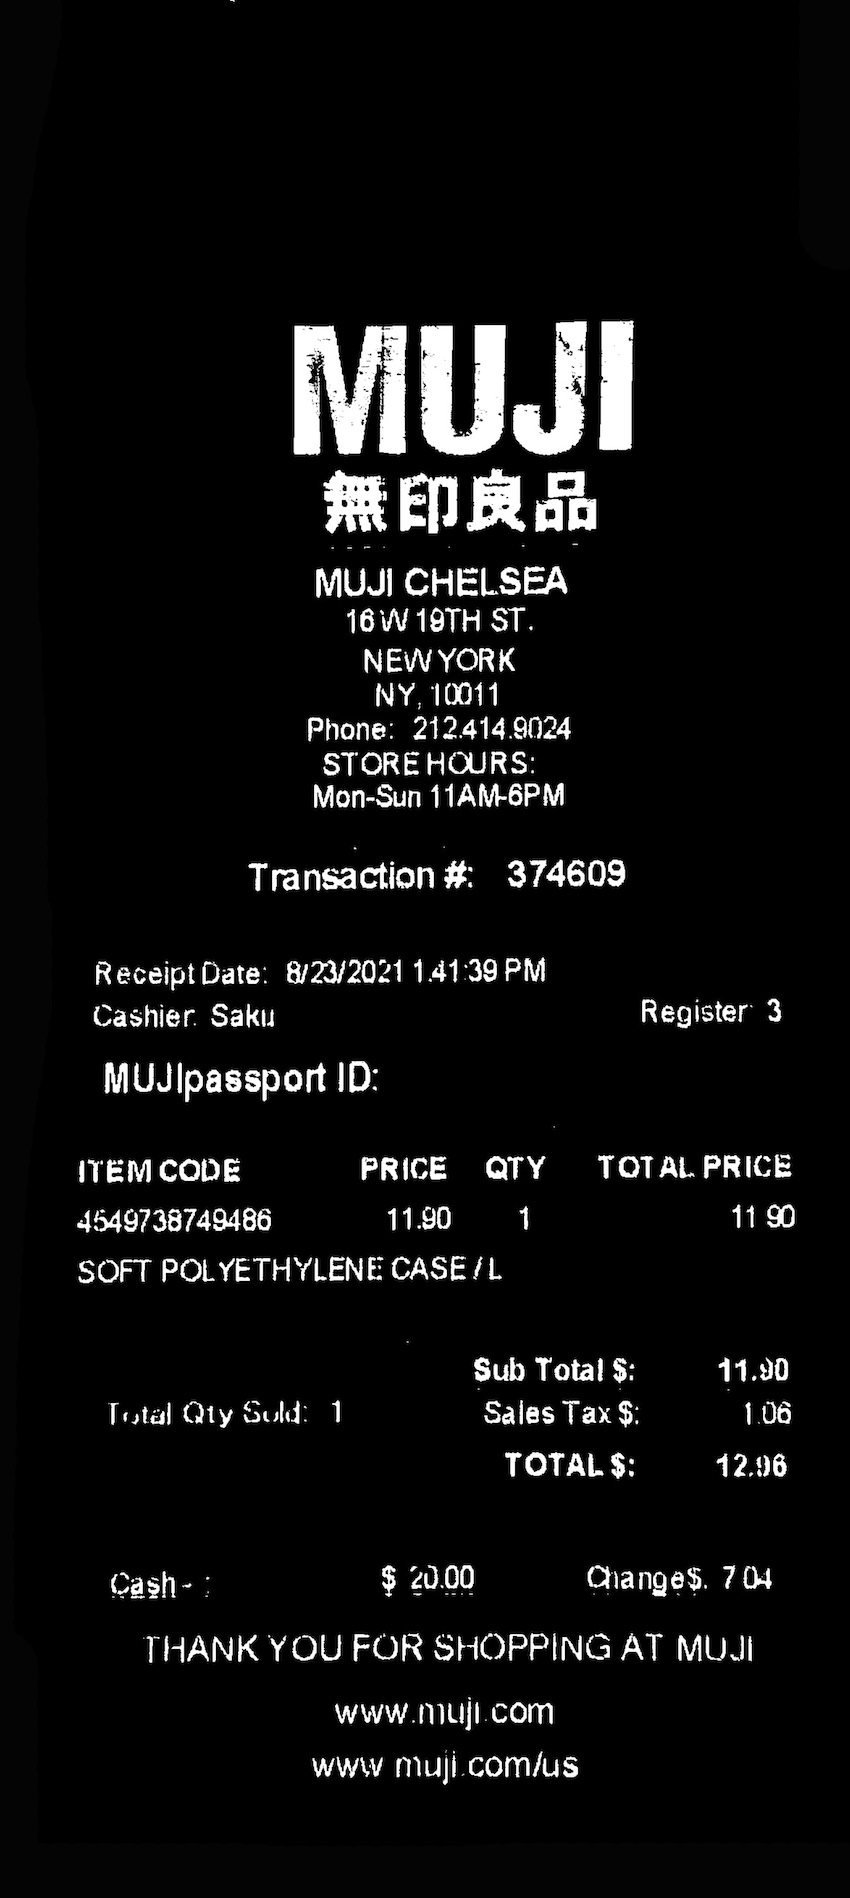 MUJI
無印良品
MUJI CHELSEA
16 W 19TH ST.
NEW YORK
NY, 10011
Phone: 212.414.9024
STORE HOURS:
Mon-Sun 11AM-6PM
Transaction #: 374609
Receipt Date: 8/23/2021 1:41:39 PM
Cashier: Saku Register: 3
MUJIpassport ID:
ITEM CODE PRICE QTY TOTAL PRICE
4549738749486 11.90 1 11.90
SOFT POLYETHYLENE CASE / L
Sub Total $: 11.90
Total Qty Sold: 1 Sales Tax $: 1.06
TOTAL $: 12.96
Cash - : $ 20.00 Change $: 7.04
THANK YOU FOR SHOPPING AT MUJI
www.muji.com
www.muji.com/us